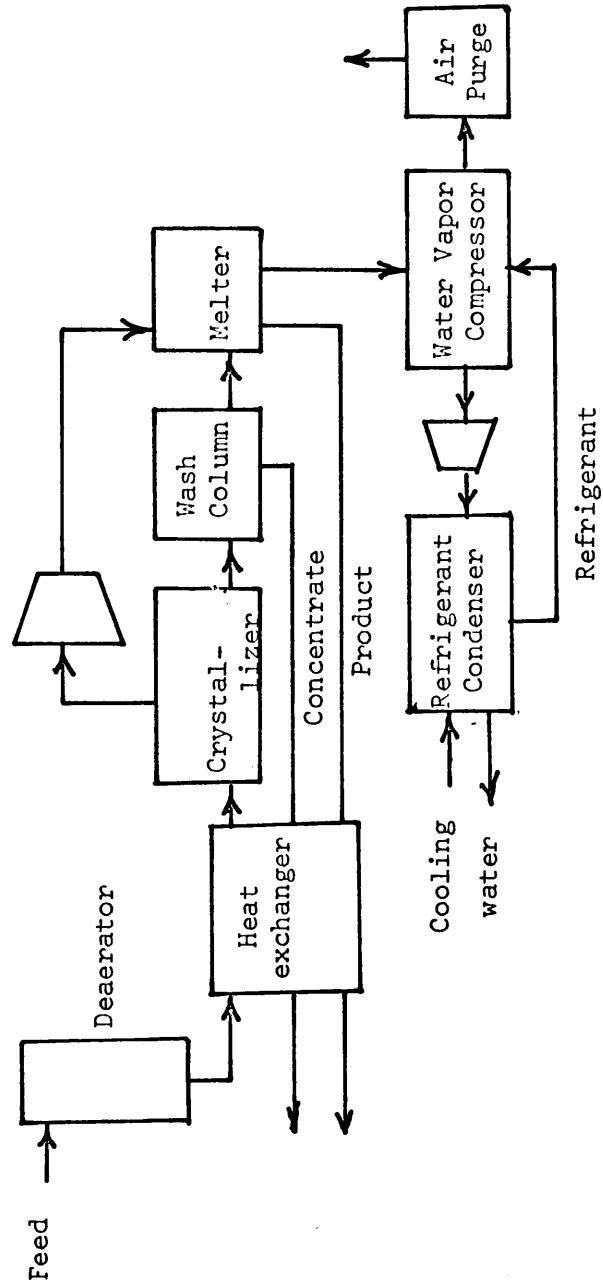 Feed
Deaerator
Heat
exchanger
Crystal-
lizer
Wash
Column
Melter
Concentrate
Product
Cooling
water
Refrigerant
Condenser
Water Vapor
Compressor
Air
Purge
Refrigerant